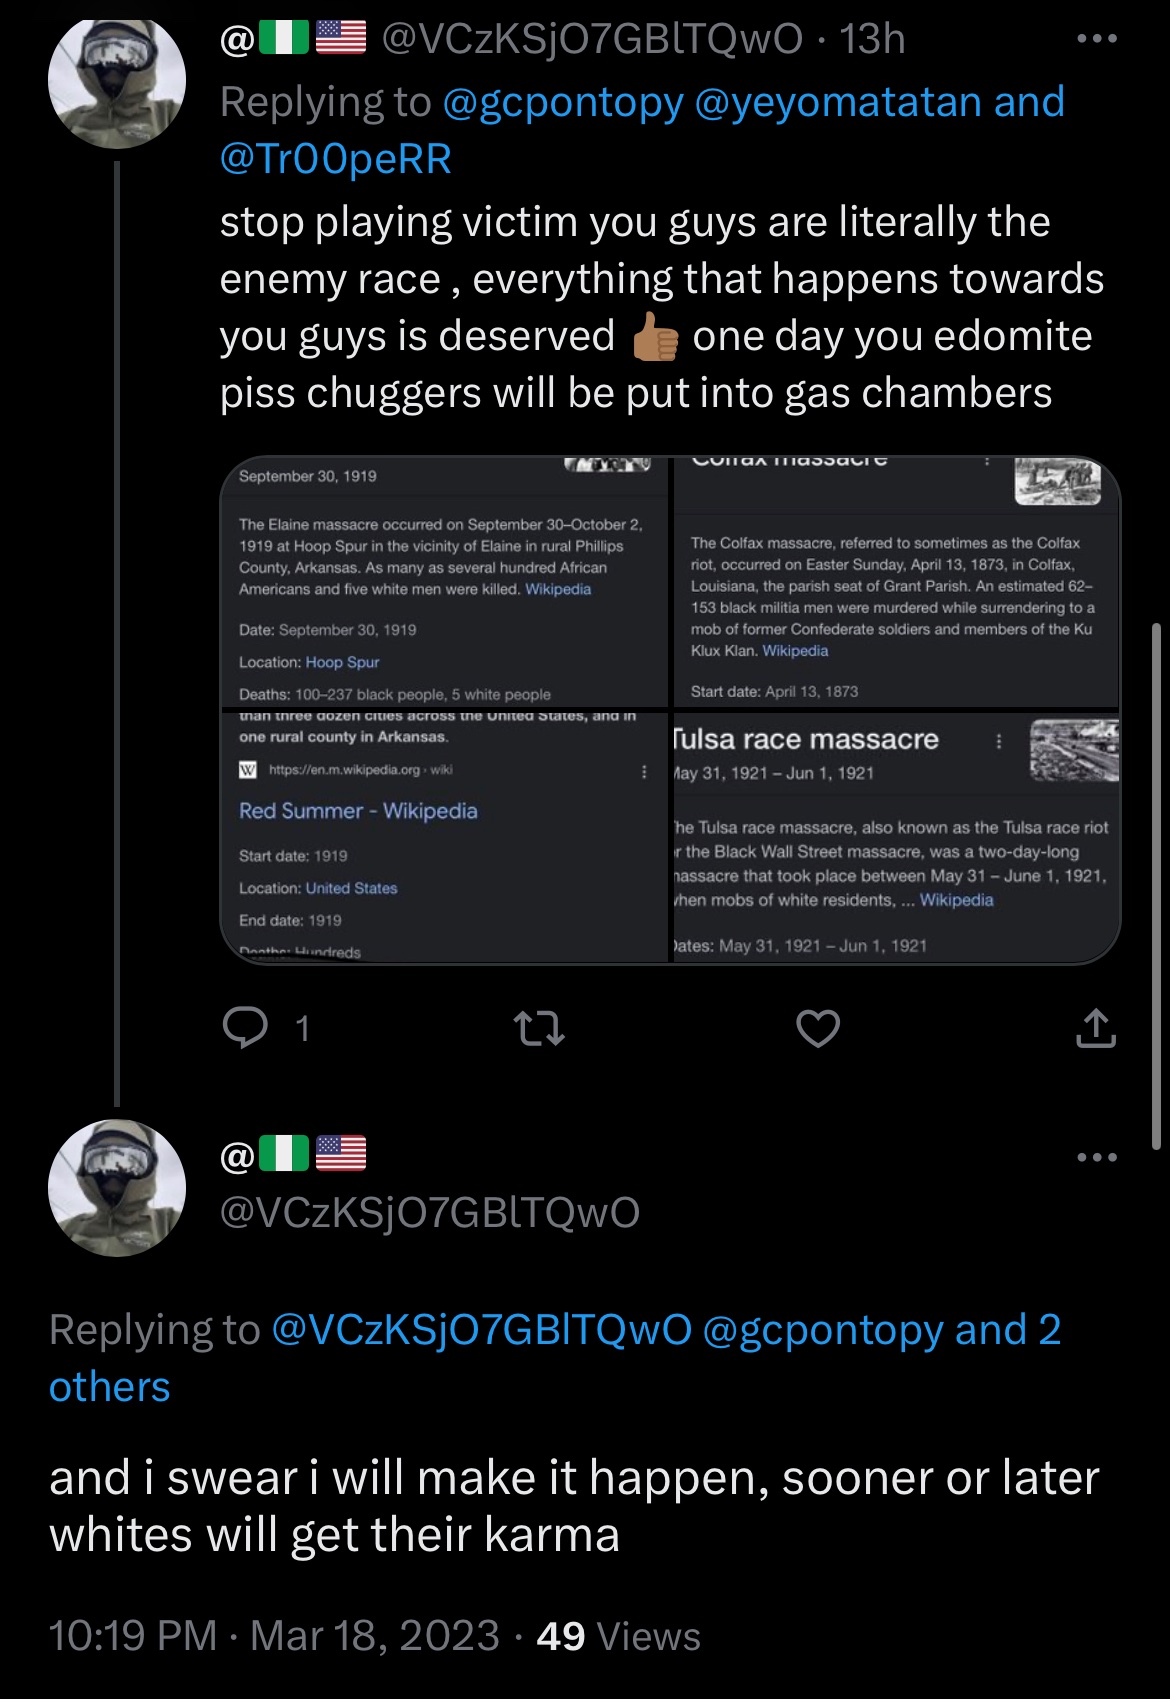 @🇳🇬🇺🇸 @VCzKSjO7GBlTQwO · 13h
Replying to @gcpontopy @yeyomatatan and
@Tr00peRR
stop playing victim you guys are literally the
enemy race , everything that happens towards
you guys is deserved 👍🏾 one day you edomite
piss chuggers will be put into gas chambers
September 30, 1919
The Elaine massacre occurred on September 30–October 2,
1919 at Hoop Spur in the vicinity of Elaine in rural Phillips
County, Arkansas. As many as several hundred African
Americans and five white men were killed. Wikipedia
Date: September 30, 1919
Location: Hoop Spur
Deaths: 100–237 black people, 5 white people
Colfax massacre
The Colfax massacre, referred to sometimes as the Colfax
riot, occurred on Easter Sunday, April 13, 1873, in Colfax,
Louisiana, the parish seat of Grant Parish. An estimated 62–
153 black militia men were murdered while surrendering to a
mob of former Confederate soldiers and members of the Ku
Klux Klan. Wikipedia
Start date: April 13, 1873
than three dozen cities across the United States, and in
one rural county in Arkansas.
W https://en.m.wikipedia.org › wiki
Red Summer - Wikipedia
Start date: 1919
Location: United States
End date: 1919
Deaths: Hundreds
Tulsa race massacre
May 31, 1921 – Jun 1, 1921
The Tulsa race massacre, also known as the Tulsa race riot
or the Black Wall Street massacre, was a two-day-long
massacre that took place between May 31 – June 1, 1921,
when mobs of white residents, ... Wikipedia
Dates: May 31, 1921 – Jun 1, 1921
1
@🇳🇬🇺🇸
@VCzKSjO7GBlTQwO
Replying to @VCzKSjO7GBlTQwO @gcpontopy and 2
others
and i swear i will make it happen, sooner or later
whites will get their karma
10:19 PM · Mar 18, 2023 · 49 Views